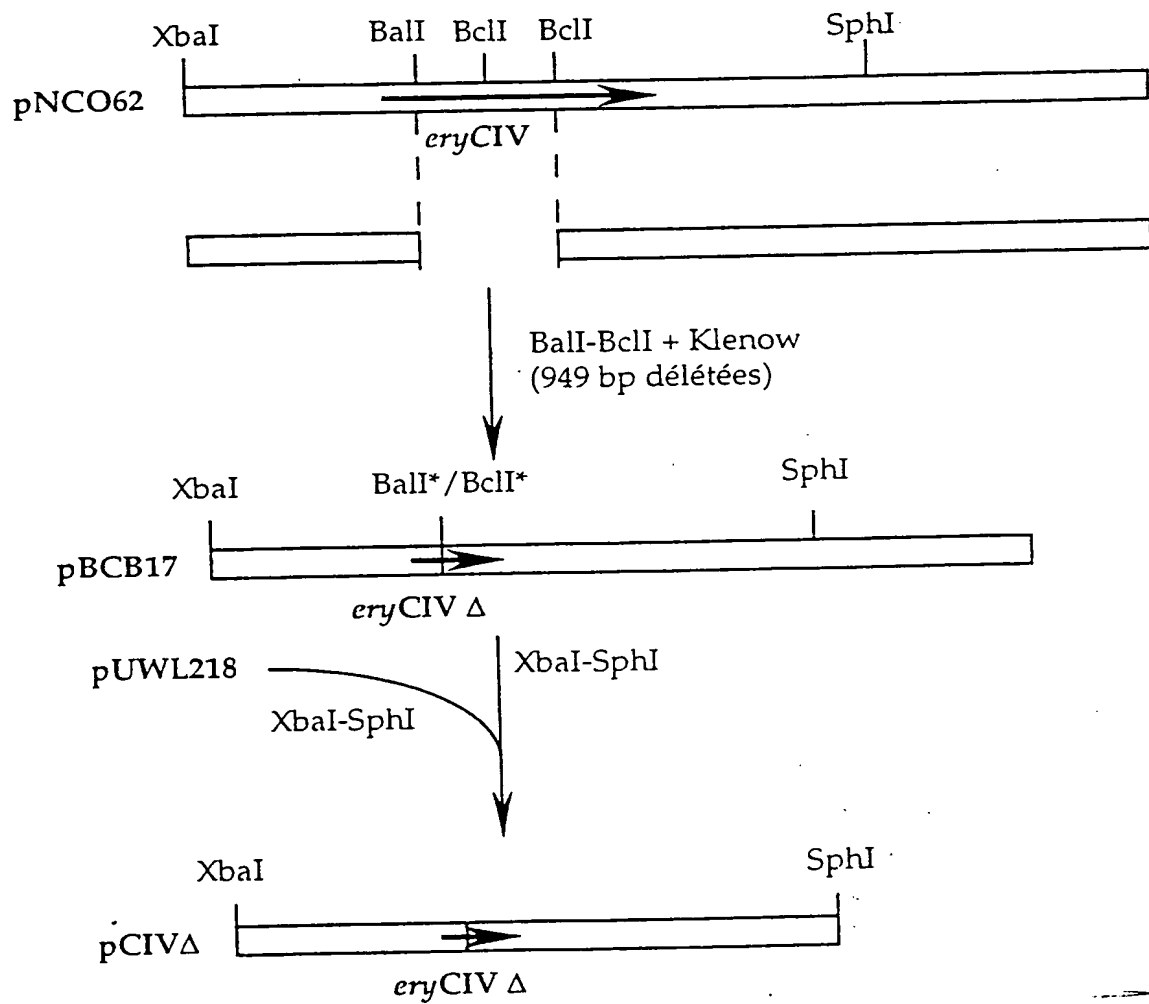 XbaI BalI BclI BclI SphI
pNCO62
eryCIV
BalI-BclI + Klenow
(949 bp délétées)
XbaI BalI*/BclI* SphI
pBCB17
eryCIV Δ
pUWL218
XbaI-SphI
XbaI-SphI
XbaI SphI
pCIVΔ
eryCIV Δ